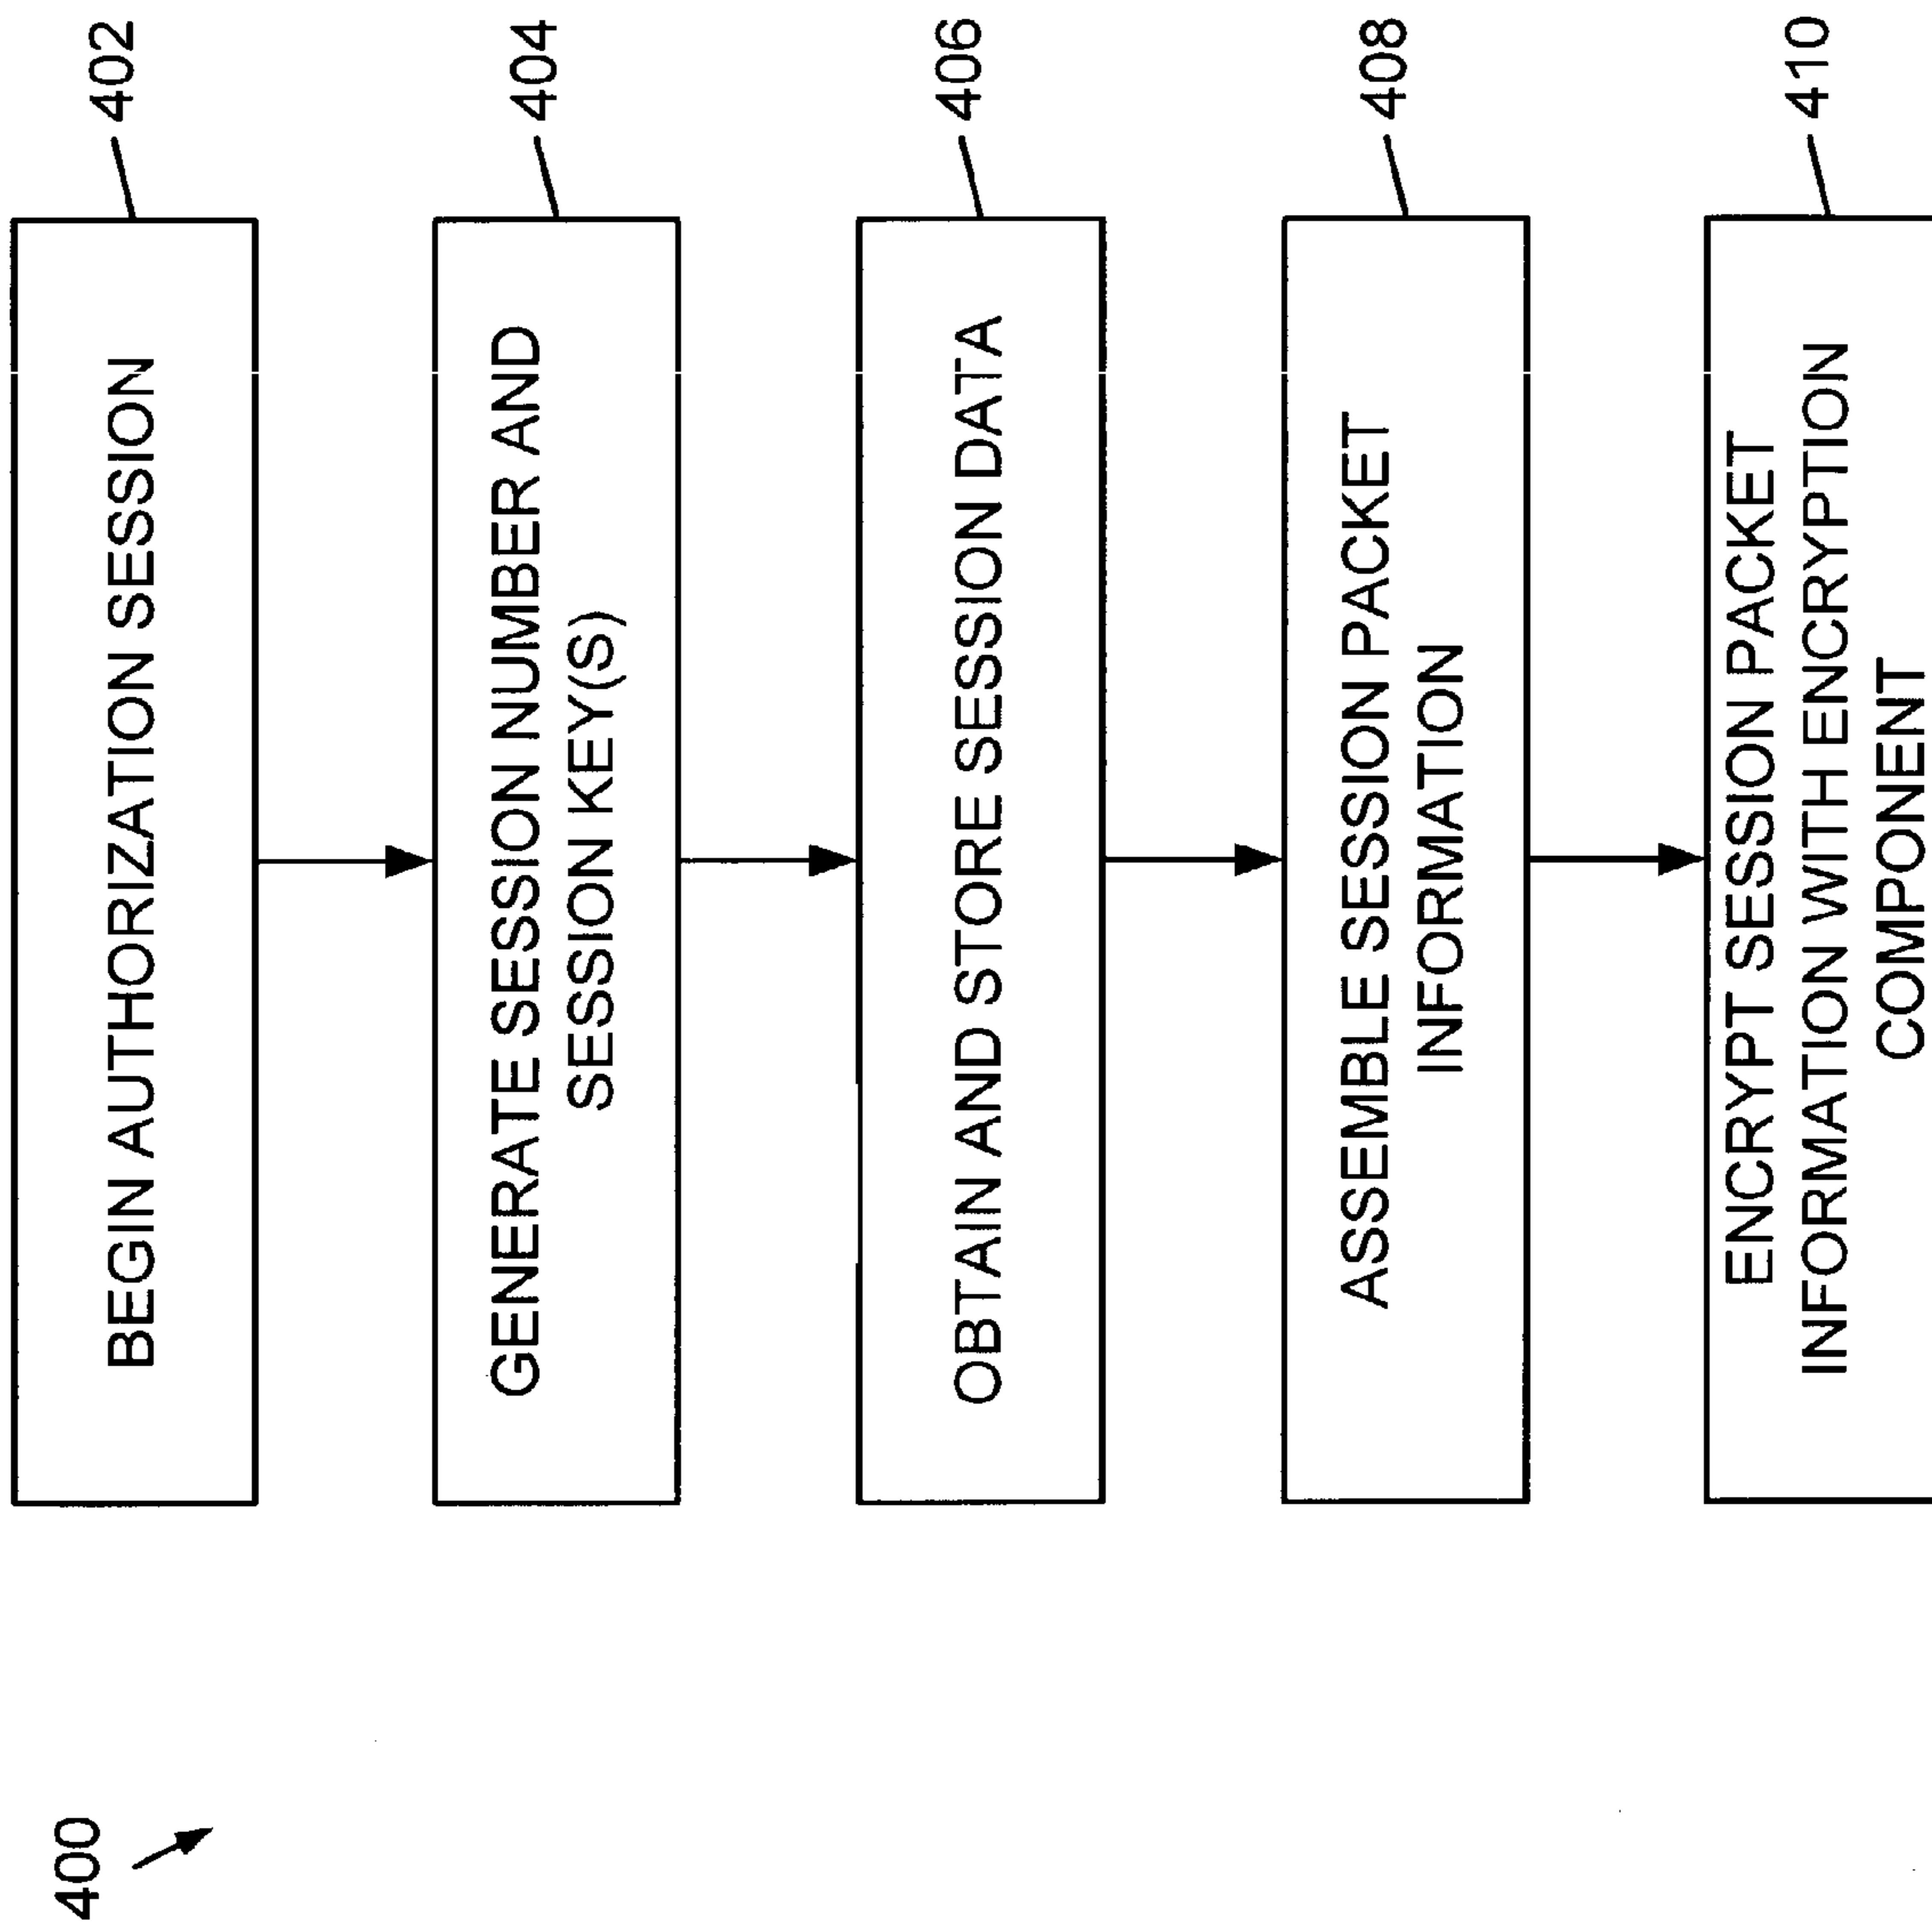 400
BEGIN AUTHORIZATION SESSION
402
GENERATE SESSION NUMBER AND
SESSION KEY(S)
404
OBTAIN AND STORE SESSION DATA
406
ASSEMBLE SESSION PACKET
INFORMATION
408
ENCRYPT SESSION PACKET
INFORMATION WITH ENCRYPTION
COMPONENT
410